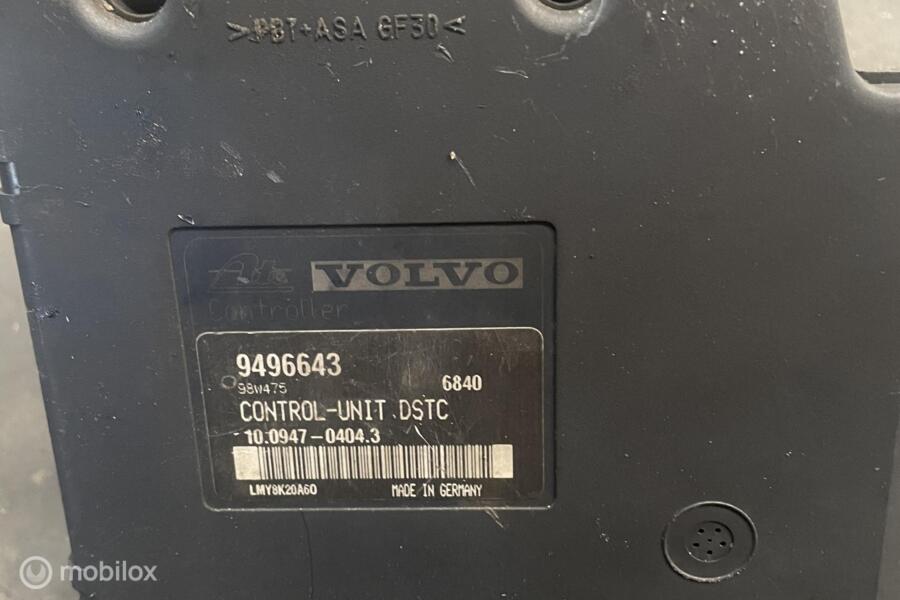 >PBT+ASA GF30<
Ate VOLVO
Controller
9496643
98W475 6840
CONTROL-UNIT DSTC
10.0947-0404.3
LMY8K20A60 MADE IN GERMANY
mobilox